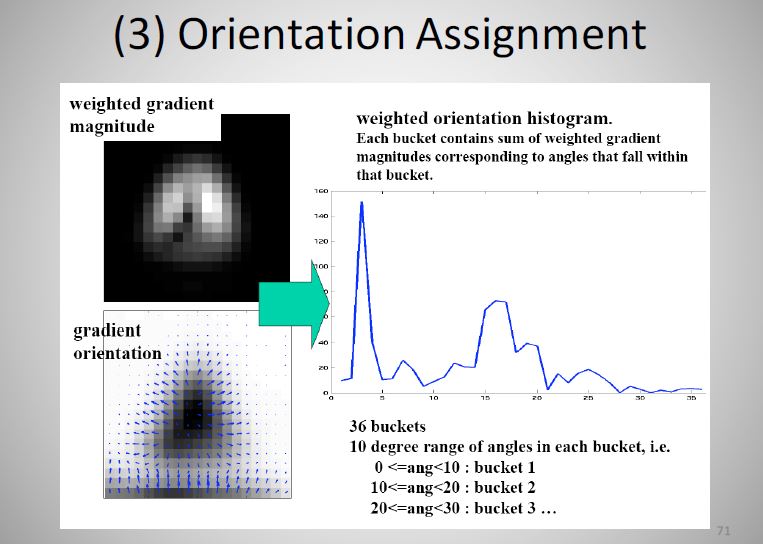 (3) Orientation Assignment
weighted gradient
magnitude
weighted orientation histogram.
Each bucket contains sum of weighted gradient
magnitudes corresponding to angles that fall within
that bucket.
160
140
120
100
80
60
40
20
0
0 5 10 15 20 25 30 35
gradient
orientation
36 buckets
10 degree range of angles in each bucket, i.e.
0 <=ang<10 : bucket 1
10<=ang<20 : bucket 2
20<=ang<30 : bucket 3 …
71